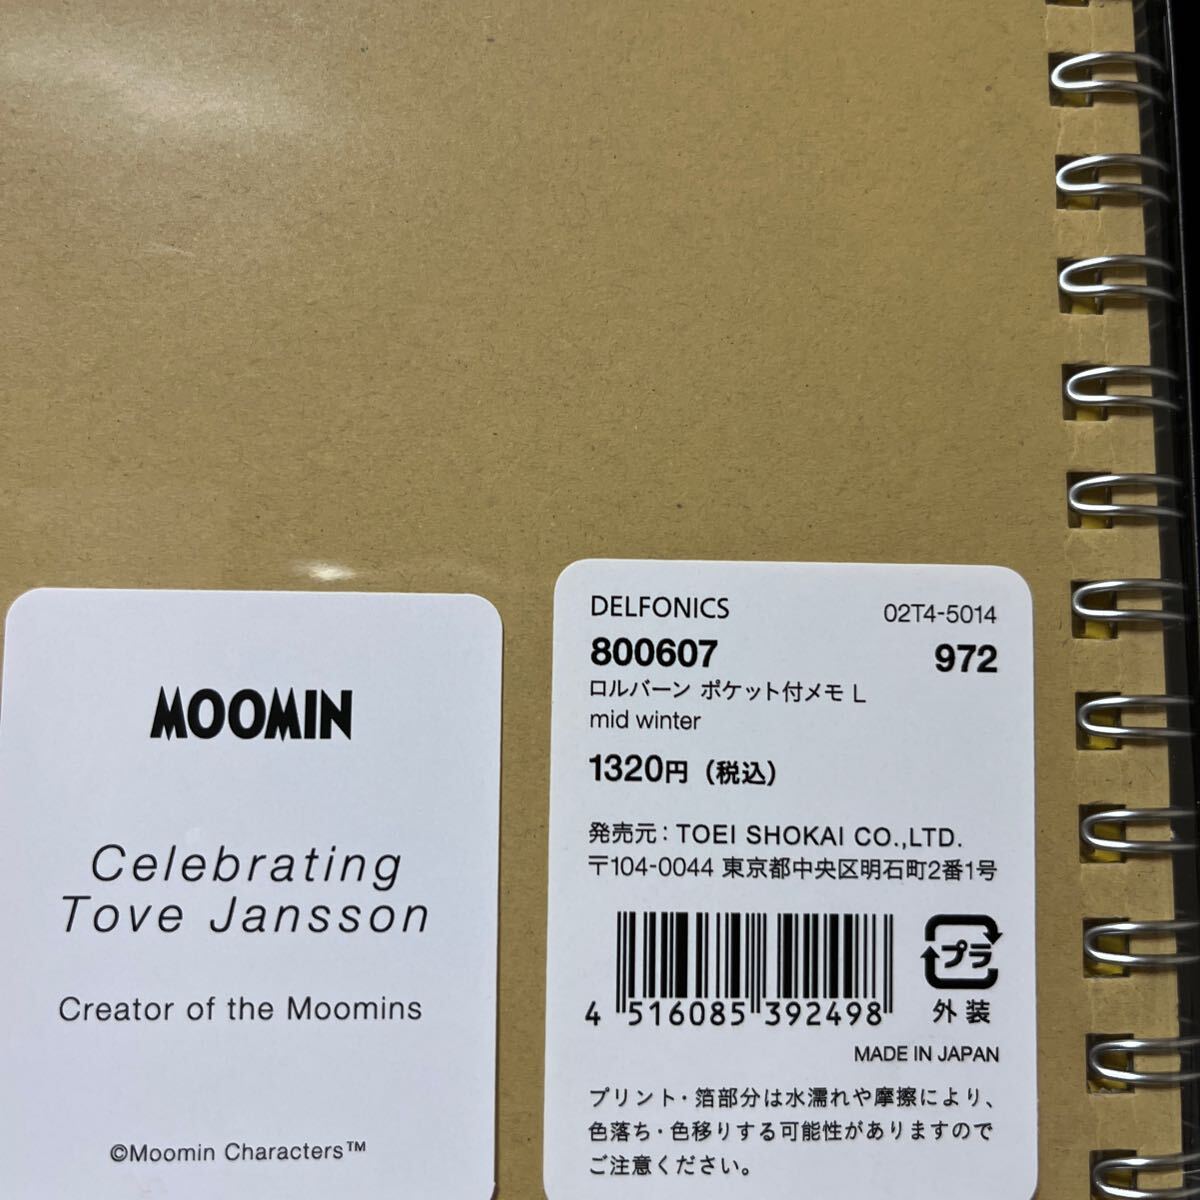 MOOMIN
Celebrating
Tove Jansson
Creator of the Moomins
©Moomin Characters™
DELFONICS 02T4-5014
800607 972
ロルバーン ポケット付メモ L
mid winter
1320円（税込）
発売元：TOEI SHOKAI CO.,LTD.
〒104-0044 東京都中央区明石町2番1号
4 516085 392498
プラ
外装
MADE IN JAPAN
プリント・箔部分は水濡れや摩擦により、
色落ち・色移りする可能性がありますので
ご注意ください。